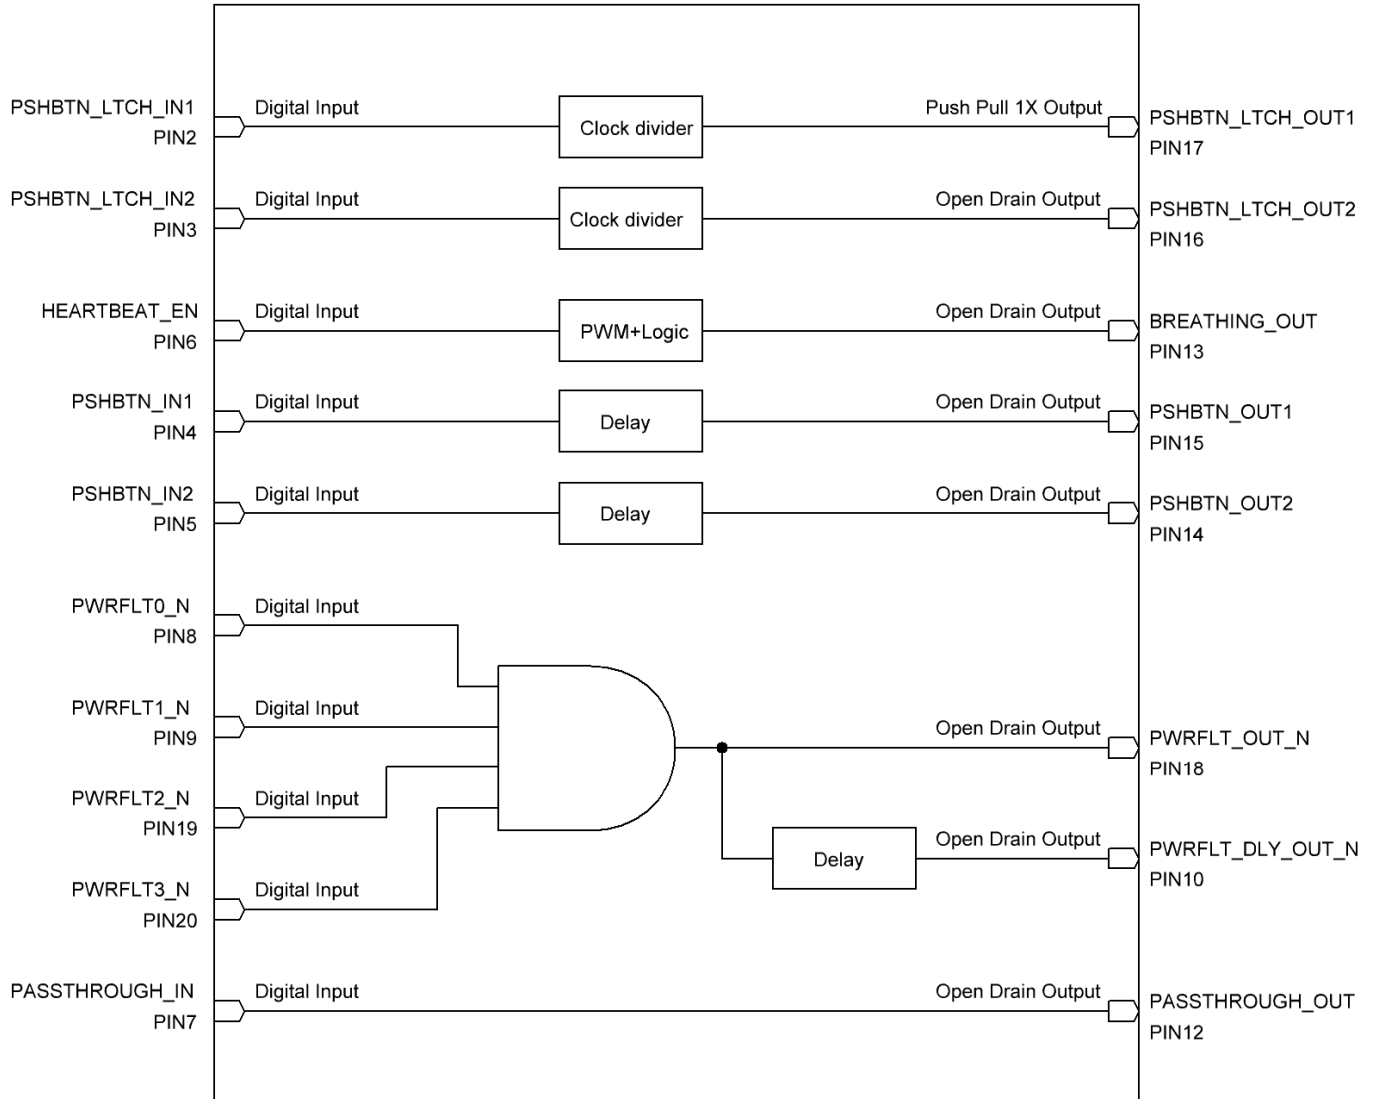 PSHBTN_LTCH_IN1
PIN2
Digital Input
Clock divider
Push Pull 1X Output
PSHBTN_LTCH_OUT1
PIN17
PSHBTN_LTCH_IN2
PIN3
Digital Input
Clock divider
Open Drain Output
PSHBTN_LTCH_OUT2
PIN16
HEARTBEAT_EN
PIN6
Digital Input
PWM+Logic
Open Drain Output
BREATHING_OUT
PIN13
PSHBTN_IN1
PIN4
Digital Input
Delay
Open Drain Output
PSHBTN_OUT1
PIN15
PSHBTN_IN2
PIN5
Digital Input
Delay
Open Drain Output
PSHBTN_OUT2
PIN14
PWRFLT0_N
PIN8
Digital Input
PWRFLT1_N
PIN9
Digital Input
Open Drain Output
PWRFLT_OUT_N
PIN18
PWRFLT2_N
PIN19
Digital Input
Delay
Open Drain Output
PWRFLT_DLY_OUT_N
PIN10
PWRFLT3_N
PIN20
Digital Input
PASSTHROUGH_IN
PIN7
Digital Input
Open Drain Output
PASSTHROUGH_OUT
PIN12